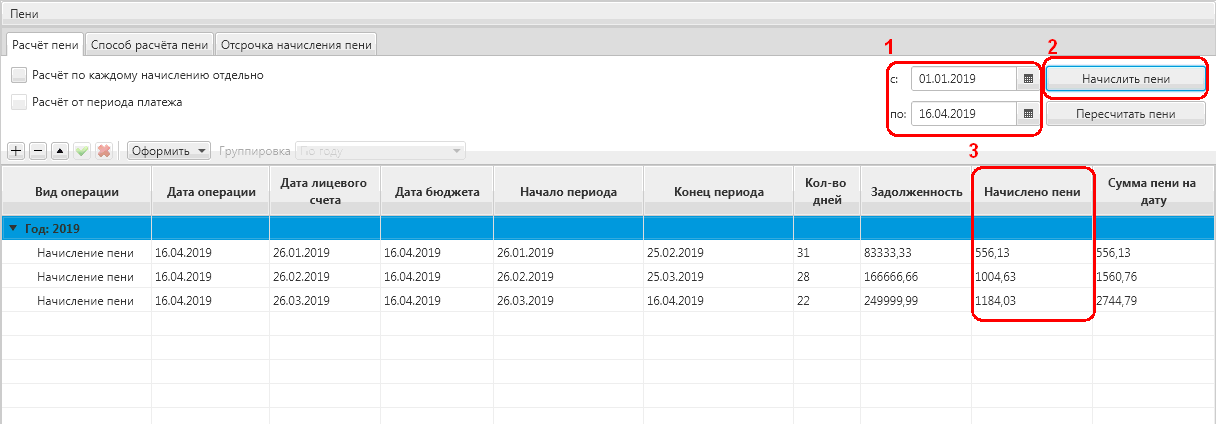 Пени
Расчёт пени Способ расчёта пени Отсрочка начисления пени
1 2
Расчёт по каждому начислению отдельно с: 01.01.2019 Начислить пени
Расчёт от периода платежа по: 16.04.2019 Пересчитать пени
Оформить Группировка По году 3
Вид операции Дата операции Дата лицевого счета Дата бюджета Начало периода Конец периода Кол-во дней Задолженность Начислено пени Сумма пени на дату
Год: 2019
Начисление пени 16.04.2019 26.01.2019 16.04.2019 26.01.2019 25.02.2019 31 83333,33 556,13 556,13
Начисление пени 16.04.2019 26.02.2019 16.04.2019 26.02.2019 25.03.2019 28 166666,66 1004,63 1560,76
Начисление пени 16.04.2019 26.03.2019 16.04.2019 26.03.2019 16.04.2019 22 249999,99 1184,03 2744,79